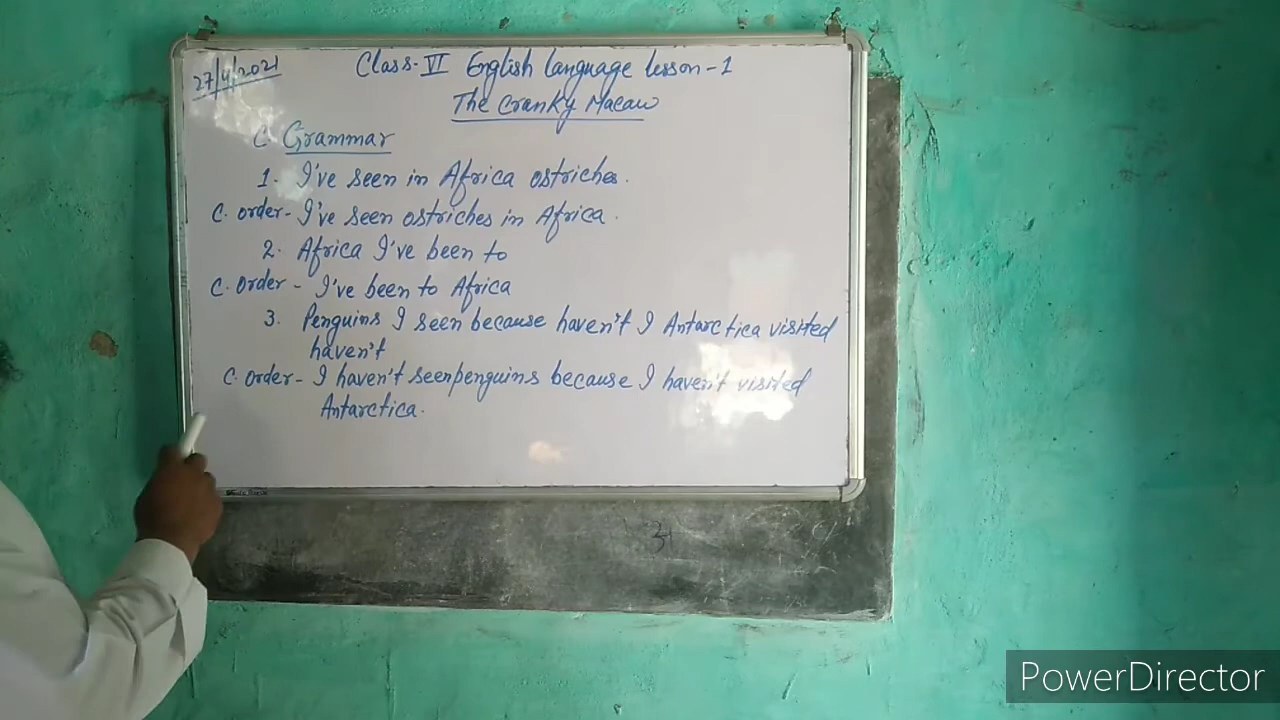 27/4/2021
Class-VI English language lesson-1
The Cranky Macaw
C Grammar
1. I've seen in Africa ostriches.
C. order - I've seen ostriches in Africa.
2. Africa I've been to
C. order - I've been to Africa
3. Penguins I seen because haven't I Antarctica visited
haven't
C. order - I haven't seen penguins because I haven't visited
Antarctica.
PowerDirector